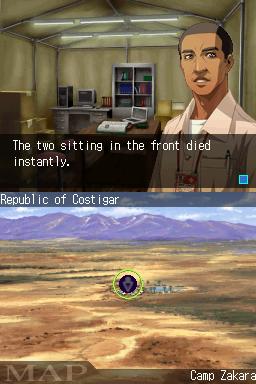 The two sitting in the front died
instantly.
Republic of Costigar
MAP
Camp Zakara